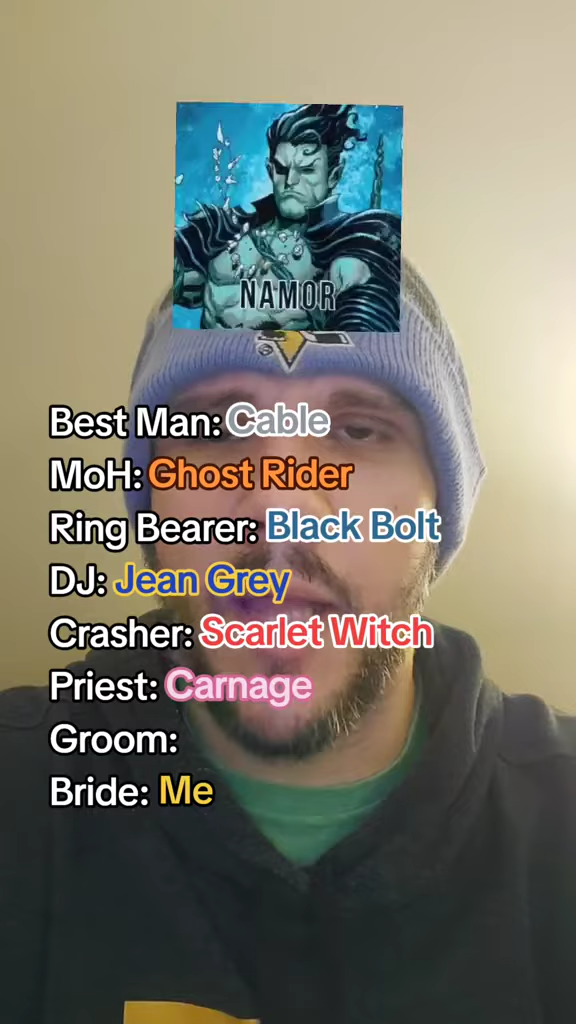 NAMOR
Best Man: Cable
MoH: Ghost Rider
Ring Bearer: Black Bolt
DJ: Jean Grey
Crasher: Scarlet Witch
Priest: Carnage
Groom:
Bride: Me